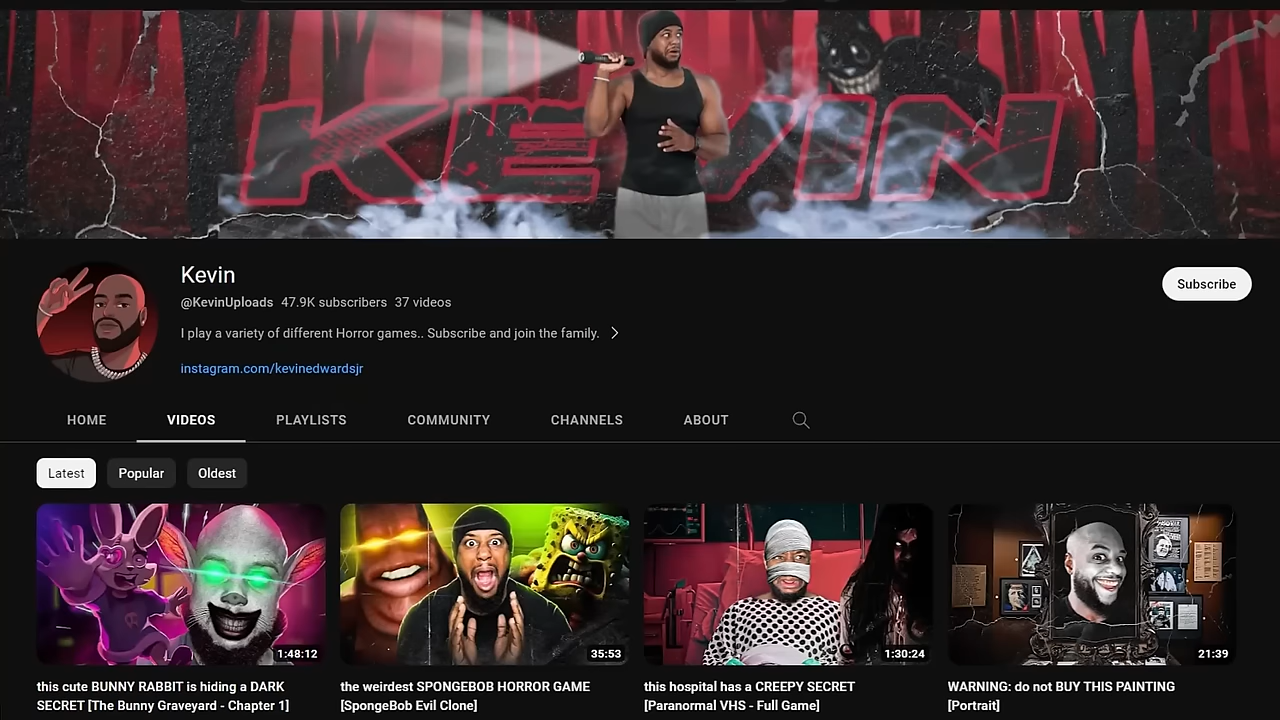 KEVIN
Kevin
@KevinUploads 47.9K subscribers 37 videos
I play a variety of different Horror games.. Subscribe and join the family.
instagram.com/kevinedwardsjr
Subscribe
HOME VIDEOS PLAYLISTS COMMUNITY CHANNELS ABOUT
Latest Popular Oldest
1:48:12
35:53
1:30:24
21:39
this cute BUNNY RABBIT is hiding a DARK
SECRET [The Bunny Graveyard - Chapter 1]
the weirdest SPONGEBOB HORROR GAME
[SpongeBob Evil Clone]
this hospital has a CREEPY SECRET
[Paranormal VHS - Full Game]
WARNING: do not BUY THIS PAINTING
[Portrait]